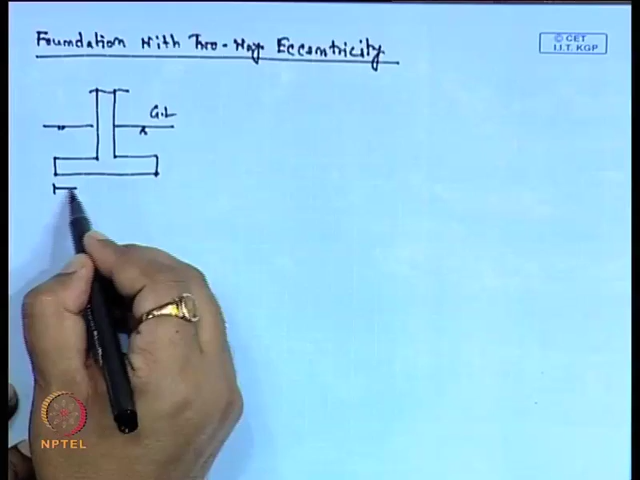 Foundation With Two-Way Eccentricity
© CET
I.I.T. KGP
G.L
NPTEL